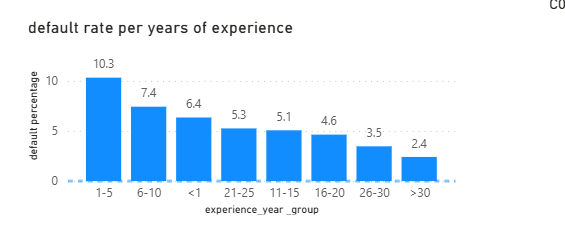 CO
default rate per years of experience
default percentage
10
5
0
10.3
7.4
6.4
5.3
5.1
4.6
3.5
2.4
1-5 6-10 <1 21-25 11-15 16-20 26-30 >30
experience_year _group